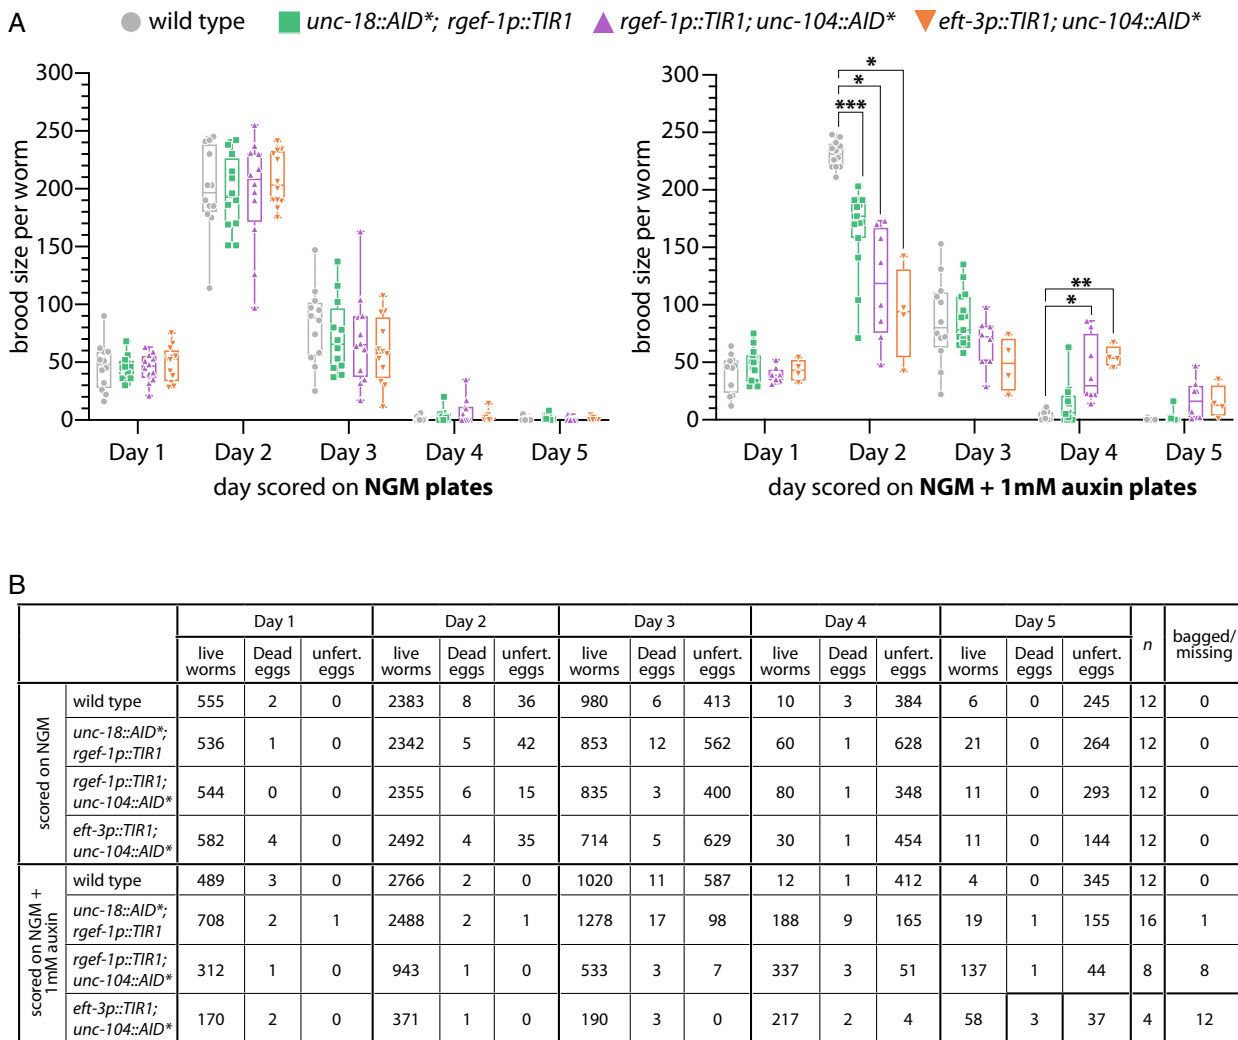 A
wild type unc-18::AID*; rgef-1p::TIR1 rgef-1p::TIR1; unc-104::AID* eft-3p::TIR1; unc-104::AID*
brood size per worm
300
250
200
150
100
50
0
Day 1 Day 2 Day 3 Day 4 Day 5
day scored on NGM plates
brood size per worm
300
250
200
150
100
50
0
*
*
***
**
*
Day 1 Day 2 Day 3 Day 4 Day 5
day scored on NGM + 1mM auxin plates
B
Day 1 Day 2 Day 3 Day 4 Day 5 n bagged/
missing
live Dead unfert. live Dead unfert. live Dead unfert. live Dead unfert. live Dead unfert.
worms eggs eggs worms eggs eggs worms eggs eggs worms eggs eggs worms eggs eggs
scored on NGM
wild type 555 2 0 2383 8 36 980 6 413 10 3 384 6 0 245 12 0
unc-18::AID*;
rgef-1p::TIR1 536 1 0 2342 5 42 853 12 562 60 1 628 21 0 264 12 0
rgef-1p::TIR1;
unc-104::AID* 544 0 0 2355 6 15 835 3 400 80 1 348 11 0 293 12 0
eft-3p::TIR1;
unc-104::AID* 582 4 0 2492 4 35 714 5 629 30 1 454 11 0 144 12 0
scored on NGM +
1mM auxin
wild type 489 3 0 2766 2 0 1020 11 587 12 1 412 4 0 345 12 0
unc-18::AID*;
rgef-1p::TIR1 708 2 1 2488 2 1 1278 17 98 188 9 165 19 1 155 16 1
rgef-1p::TIR1;
unc-104::AID* 312 1 0 943 1 0 533 3 7 337 3 51 137 1 44 8 8
eft-3p::TIR1;
unc-104::AID* 170 2 0 371 1 0 190 3 0 217 2 4 58 3 37 4 12